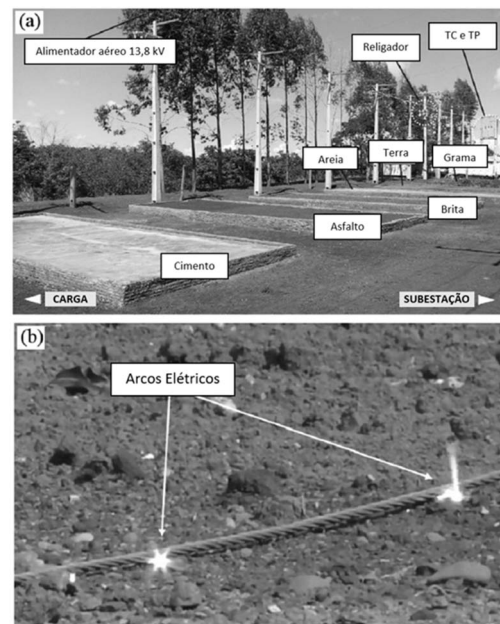 (a)
Alimentador aéreo 13,8 kV
Religador
TC e TP
Areia
Terra
Grama
Brita
Asfalto
Cimento
CARGA
SUBESTAÇÃO
(b)
Arcos Elétricos